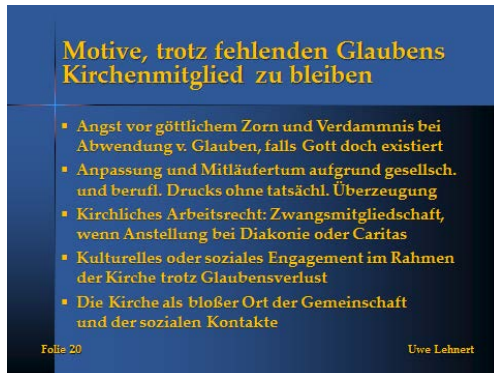 Motive, trotz fehlenden Glaubens
Kirchenmitglied zu bleiben
▪ Angst vor göttlichem Zorn und Verdammnis bei
Abwendung v. Glauben, falls Gott doch existiert
▪ Anpassung und Mitläufertum aufgrund gesellsch.
und berufl. Drucks ohne tatsächl. Überzeugung
▪ Kirchliches Arbeitsrecht: Zwangsmitgliedschaft,
wenn Anstellung bei Diakonie oder Caritas
▪ Kulturelles oder soziales Engagement im Rahmen
der Kirche trotz Glaubensverlust
▪ Die Kirche als bloßer Ort der Gemeinschaft
und der sozialen Kontakte
Folie 20 Uwe Lehnert